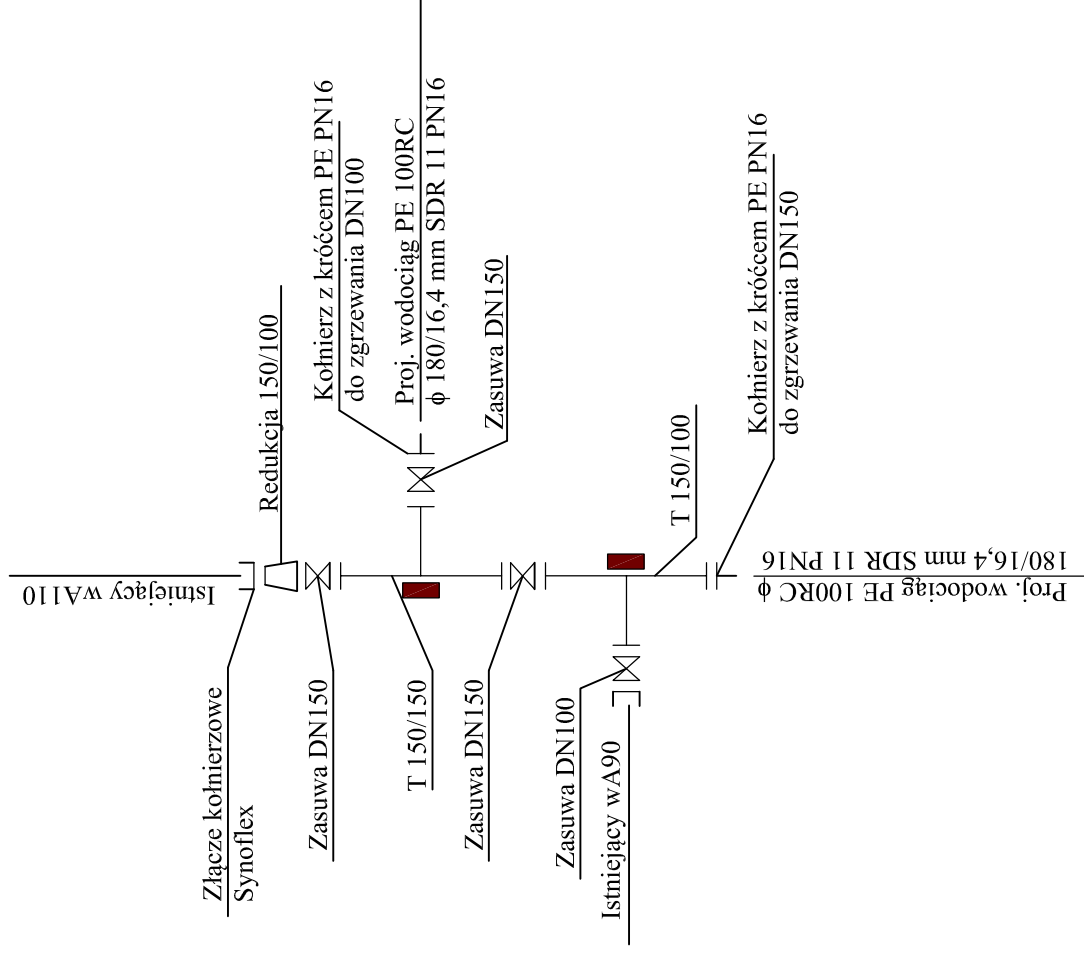 Istniejący wA110
Złącze kołnierzowe
Synoflex
Redukcja 150/100
Zasuwa DN150
Kołnierz z króćcem PE PN16
do zgrzewania DN100
Proj. wodociąg PE 100RC
ϕ 180/16,4 mm SDR 11 PN16
T 150/150
Zasuwa DN150
Zasuwa DN150
Zasuwa DN100
Istniejący wA90
T 150/100
Kołnierz z króćcem PE PN16
do zgrzewania DN150
Proj. wodociąg PE 100RC ϕ
180/16,4 mm SDR 11 PN16